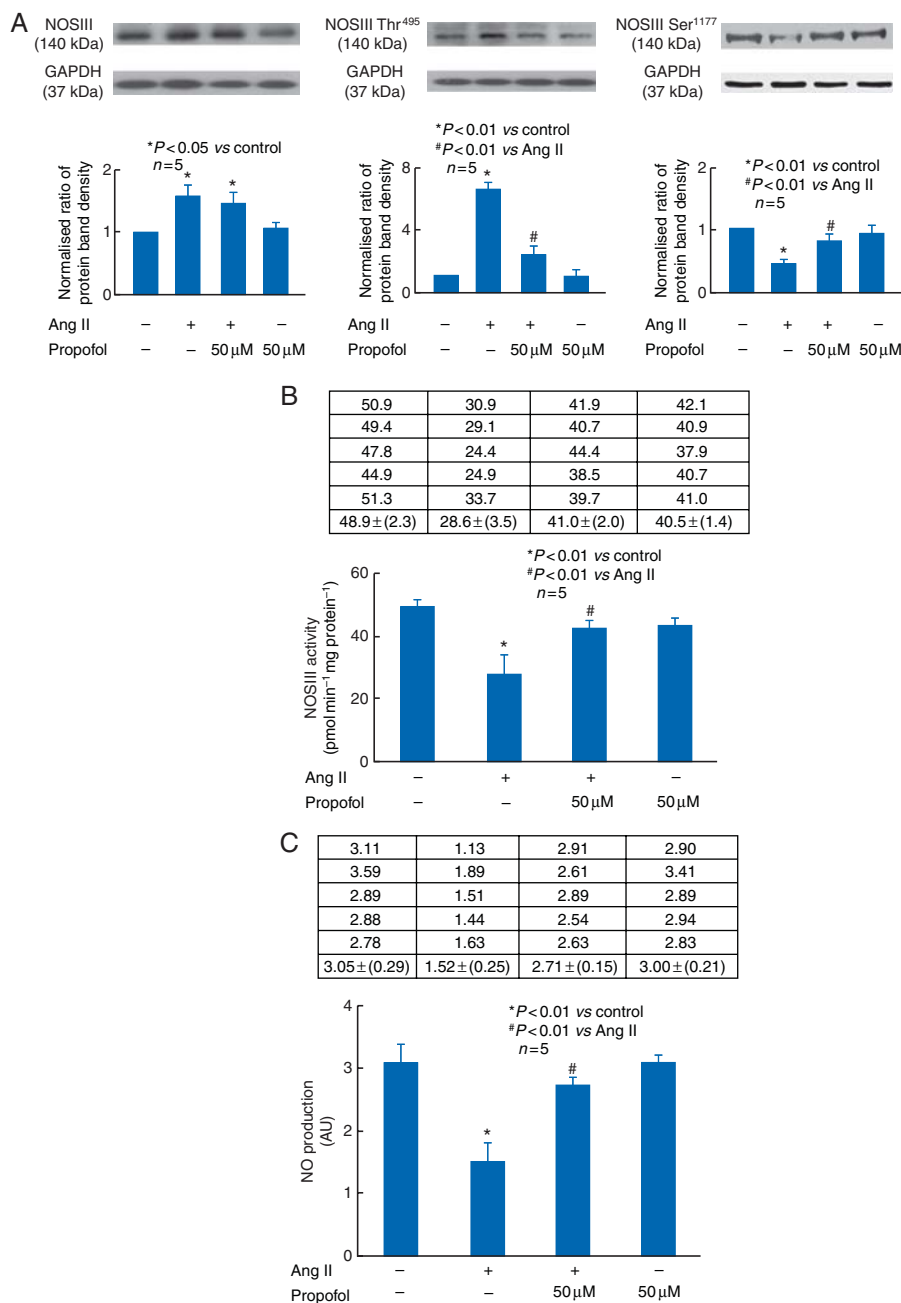 A
NOSIII
(140 kDa)
GAPDH
(37 kDa)
*P<0.05 vs control
n=5
Normalised ratio of
protein band density
2
1
0
*
*
Ang II
– + + –
Propofol
– – 50 µM 50 µM
NOSIII Thr495
(140 kDa)
GAPDH
(37 kDa)
*P<0.01 vs control
#P<0.01 vs Ang II
n=5
Normalised ratio of
protein band density
8
4
0
*
#
– + + –
– – 50 µM 50 µM
NOSIII Ser1177
(140 kDa)
GAPDH
(37 kDa)
*P<0.01 vs control
#P<0.01 vs Ang II
n=5
Normalised ratio of
protein band density
2
1
0
*
#
– + + –
– – 50 µM 50 µM
B
50.9 30.9 41.9 42.1
49.4 29.1 40.7 40.9
47.8 24.4 44.4 37.9
44.9 24.9 38.5 40.7
51.3 33.7 39.7 41.0
48.9±(2.3) 28.6±(3.5) 41.0±(2.0) 40.5±(1.4)
*P<0.01 vs control
#P<0.01 vs Ang II
n=5
NOSIII activity
(pmol min−1 mg protein−1)
60
40
20
0
*
#
Ang II – + + –
Propofol – – 50 µM 50 µM
C
3.11 1.13 2.91 2.90
3.59 1.89 2.61 3.41
2.89 1.51 2.89 2.89
2.88 1.44 2.54 2.94
2.78 1.63 2.63 2.83
3.05±(0.29) 1.52±(0.25) 2.71±(0.15) 3.00±(0.21)
*P<0.01 vs control
#P<0.01 vs Ang II
n=5
NO production
(AU)
4
3
2
1
0
*
#
Ang II – + + –
Propofol – – 50 µM 50 µM